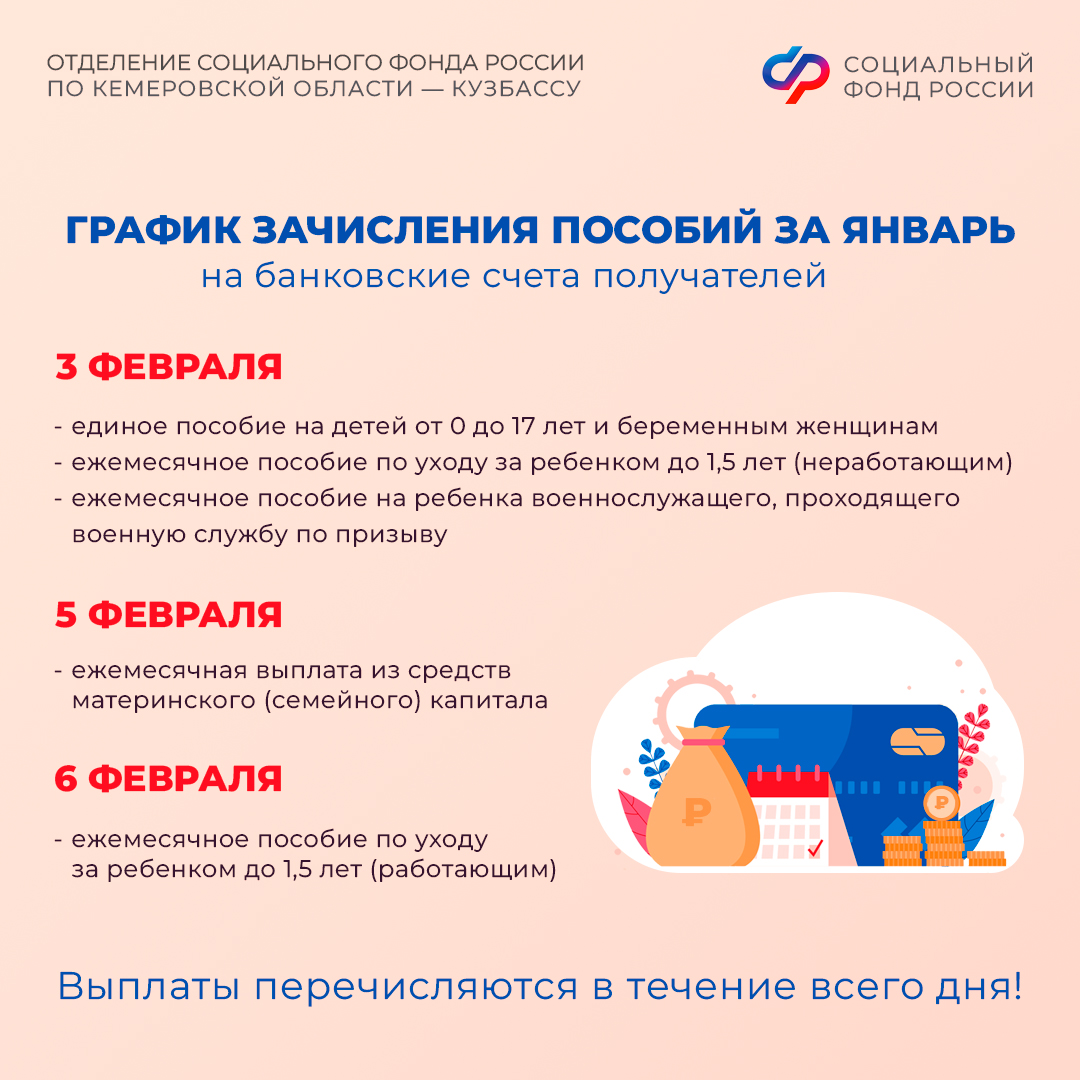 ОТДЕЛЕНИЕ СОЦИАЛЬНОГО ФОНДА РОССИИ
ПО КЕМЕРОВСКОЙ ОБЛАСТИ — КУЗБАССУ
СОЦИАЛЬНЫЙ
ФОНД РОССИИ
ГРАФИК ЗАЧИСЛЕНИЯ ПОСОБИЙ ЗА ЯНВАРЬ
на банковские счета получателей
3 ФЕВРАЛЯ
- единое пособие на детей от 0 до 17 лет и беременным женщинам
- ежемесячное пособие по уходу за ребенком до 1,5 лет (неработающим)
- ежемесячное пособие на ребенка военнослужащего, проходящего
военную службу по призыву
5 ФЕВРАЛЯ
- ежемесячная выплата из средств
материнского (семейного) капитала
6 ФЕВРАЛЯ
- ежемесячное пособие по уходу
за ребенком до 1,5 лет (работающим)
₽
₽
Выплаты перечисляются в течение всего дня!